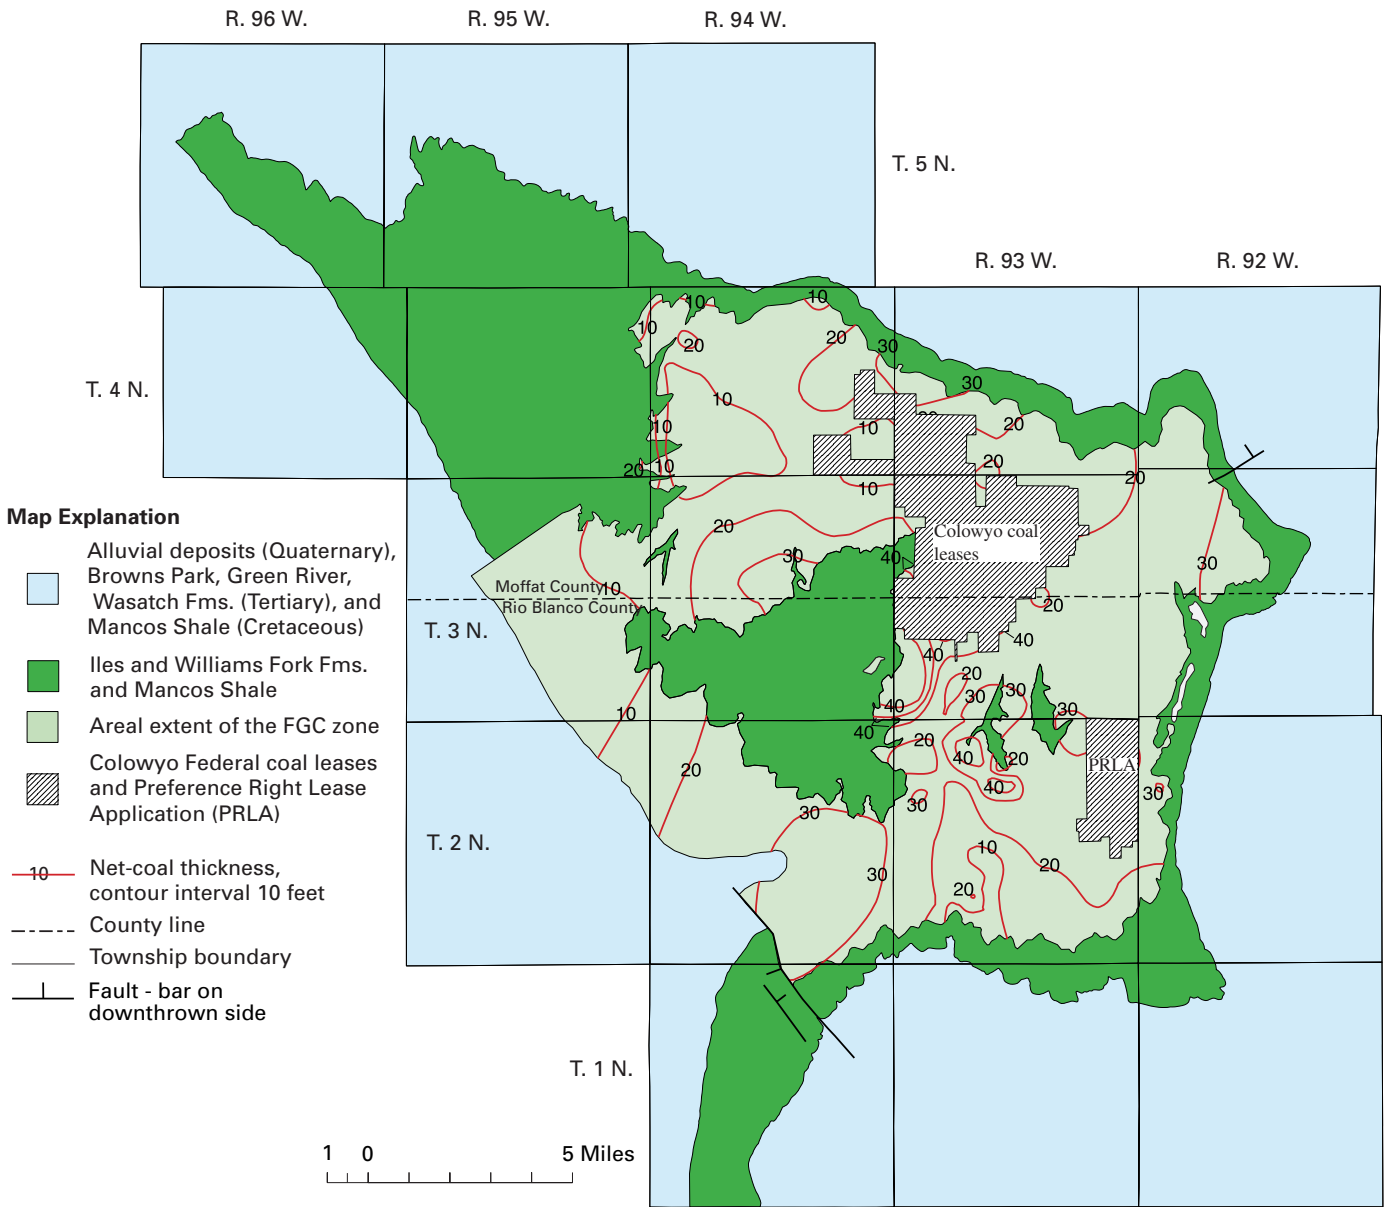 R. 96 W.
R. 95 W.
R. 94 W.
T. 5 N.
R. 93 W.
R. 92 W.
10
10
10
20
20
30
T. 4 N.
30
10
20
10
10
20
10
20
20
10
Map Explanation
Alluvial deposits (Quaternary),
Browns Park, Green River,
Wasatch Fms. (Tertiary), and
Mancos Shale (Cretaceous)
Iles and Williams Fork Fms.
and Mancos Shale
Areal extent of the FGC zone
Colowyo Federal coal leases
and Preference Right Lease
Application (PRLA)
10
Net-coal thickness,
contour interval 10 feet
County line
Township boundary
Fault - bar on
downthrown side
20
Colowyo coal
leases
30
40
30
Moffat County
10
Rio Blanco County
20
T. 3 N.
40
40
20
30
30
10
40
30
40
20
40
20
PRLA
20
40
30
30
30
T. 2 N.
10
20
30
20
T. 1 N.
1 0 5 Miles